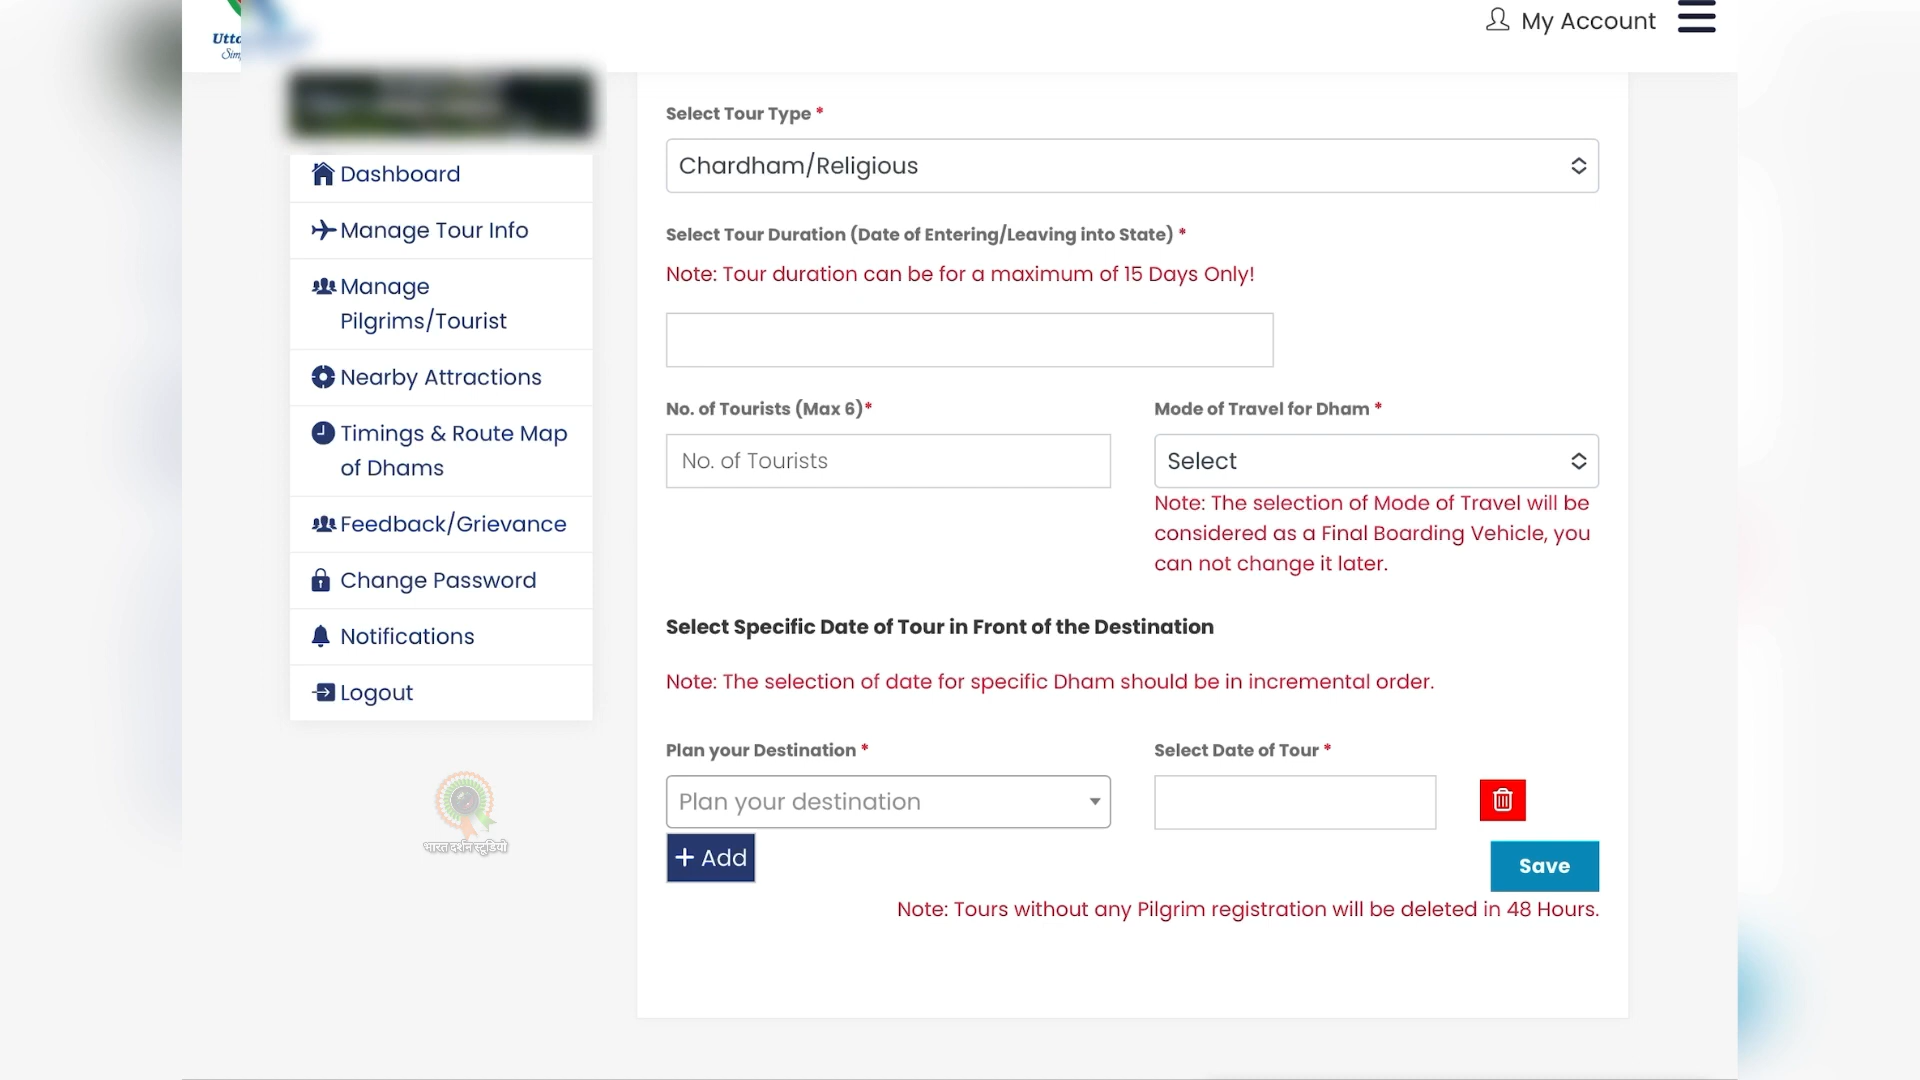 Utta
Sim
My Account
Dashboard
Manage Tour Info
Manage
Pilgrims/Tourist
Nearby Attractions
Timings & Route Map
of Dhams
Feedback/Grievance
Change Password
Notifications
Logout
भारत दर्शन स्टूडियो
Select Tour Type *
Chardham/Religious
Select Tour Duration (Date of Entering/Leaving into State) *
Note: Tour duration can be for a maximum of 15 Days Only!
No. of Tourists (Max 6)*
No. of Tourists
Mode of Travel for Dham *
Select
Note: The selection of Mode of Travel will be
considered as a Final Boarding Vehicle, you
can not change it later.
Select Specific Date of Tour in Front of the Destination
Note: The selection of date for specific Dham should be in incremental order.
Plan your Destination *
Select Date of Tour *
Plan your destination
+ Add
Save
Note: Tours without any Pilgrim registration will be deleted in 48 Hours.